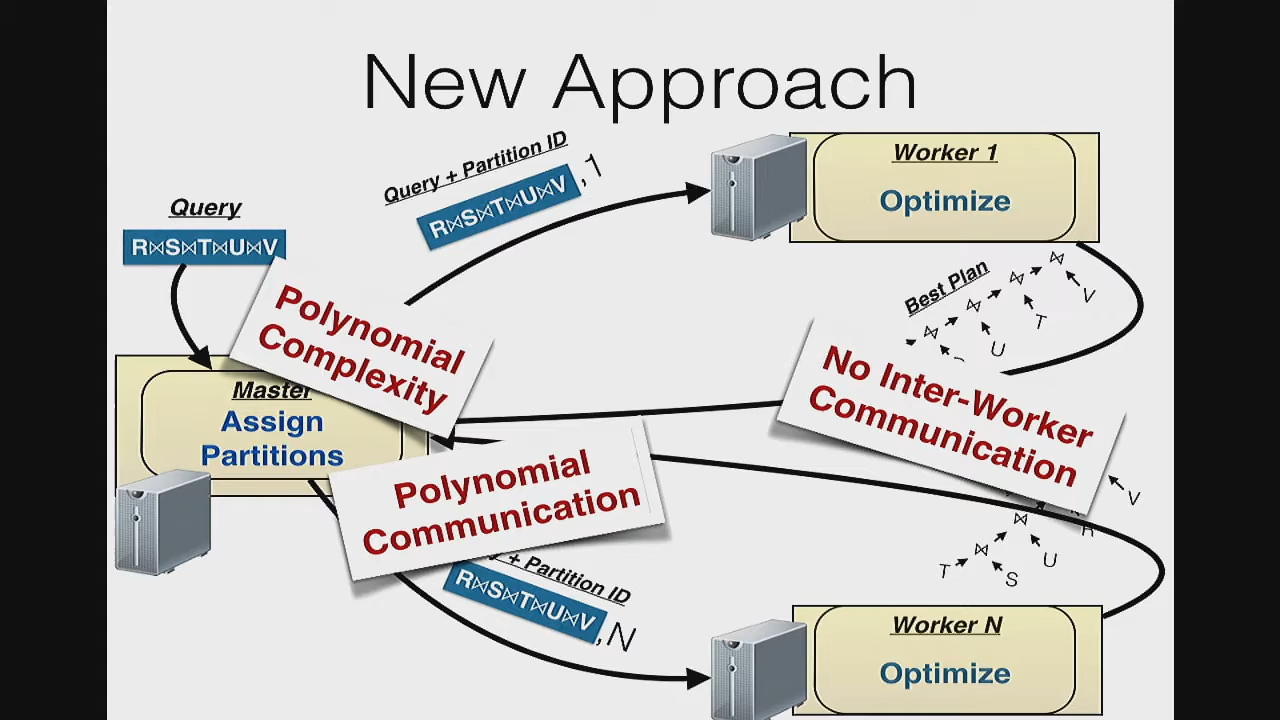 New Approach
Query + Partition ID
R⋈S⋈T⋈U⋈V ,1
Worker 1
Optimize
Query
R⋈S⋈T⋈U⋈V
Best Plan
⋈ ⋈ ⋈ ⋈
V
T
U
Polynomial
Complexity
No Inter-Worker
Communication
Master
Assign
Partitions
Polynomial
Communication
V
R
⋈
⋈
U
T
S
+ Partition ID
R⋈S⋈T⋈U⋈V ,N
Worker N
Optimize